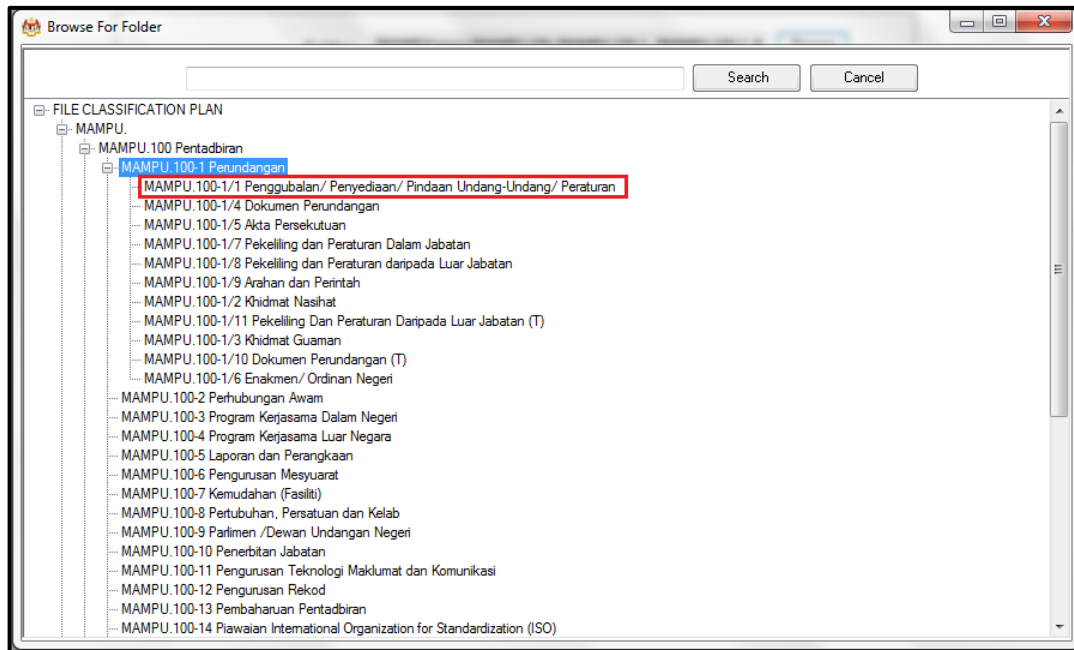 Browse For Folder
Search
Cancel
FILE CLASSIFICATION PLAN
MAMPU.
MAMPU.100 Pentadbiran
MAMPU.100-1 Perundangan
MAMPU.100-1/1 Penggubalan/ Penyediaan/ Pindaan Undang-Undang/ Peraturan
MAMPU.100-1/4 Dokumen Perundangan
MAMPU.100-1/5 Akta Persekutuan
MAMPU.100-1/7 Pekeliling dan Peraturan Dalam Jabatan
MAMPU.100-1/8 Pekeliling dan Peraturan daripada Luar Jabatan
MAMPU.100-1/9 Arahan dan Perintah
MAMPU.100-1/2 Khidmat Nasihat
MAMPU.100-1/11 Pekeliling Dan Peraturan Daripada Luar Jabatan (T)
MAMPU.100-1/3 Khidmat Guaman
MAMPU.100-1/10 Dokumen Perundangan (T)
MAMPU.100-1/6 Enakmen/ Ordinan Negeri
MAMPU.100-2 Perhubungan Awam
MAMPU.100-3 Program Kerjasama Dalam Negeri
MAMPU.100-4 Program Kerjasama Luar Negara
MAMPU.100-5 Laporan dan Perangkaan
MAMPU.100-6 Pengurusan Mesyuarat
MAMPU.100-7 Kemudahan (Fasiliti)
MAMPU.100-8 Pertubuhan, Persatuan dan Kelab
MAMPU.100-9 Parlimen /Dewan Undangan Negeri
MAMPU.100-10 Penerbitan Jabatan
MAMPU.100-11 Pengurusan Teknologi Maklumat dan Komunikasi
MAMPU.100-12 Pengurusan Rekod
MAMPU.100-13 Pembaharuan Pentadbiran
MAMPU.100-14 Piawaian International Organization for Standardization (ISO)